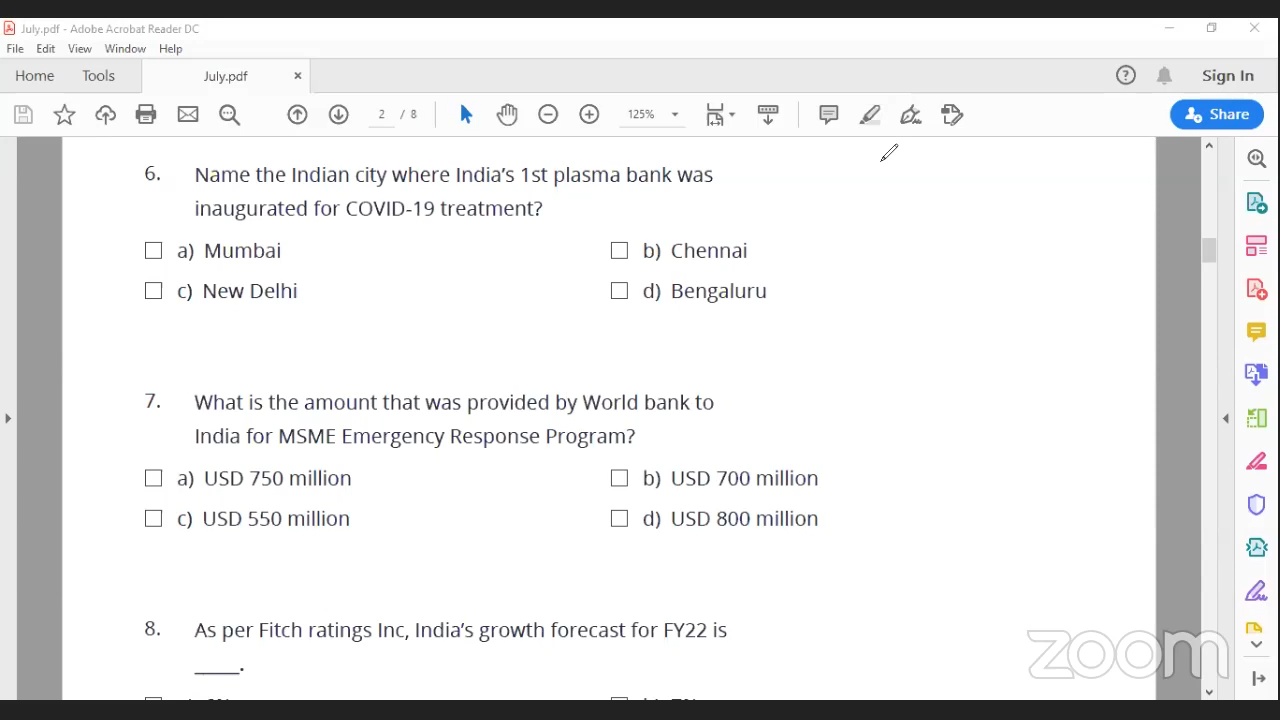 July.pdf - Adobe Acrobat Reader DC
File Edit View Window Help
Home Tools July.pdf × Sign In
2 / 8 125% Share
6. Name the Indian city where India's 1st plasma bank was
inaugurated for COVID-19 treatment?
a) Mumbai b) Chennai
c) New Delhi d) Bengaluru
7. What is the amount that was provided by World bank to
India for MSME Emergency Response Program?
a) USD 750 million b) USD 700 million
c) USD 550 million d) USD 800 million
8. As per Fitch ratings Inc, India's growth forecast for FY22 is
____.
zoom